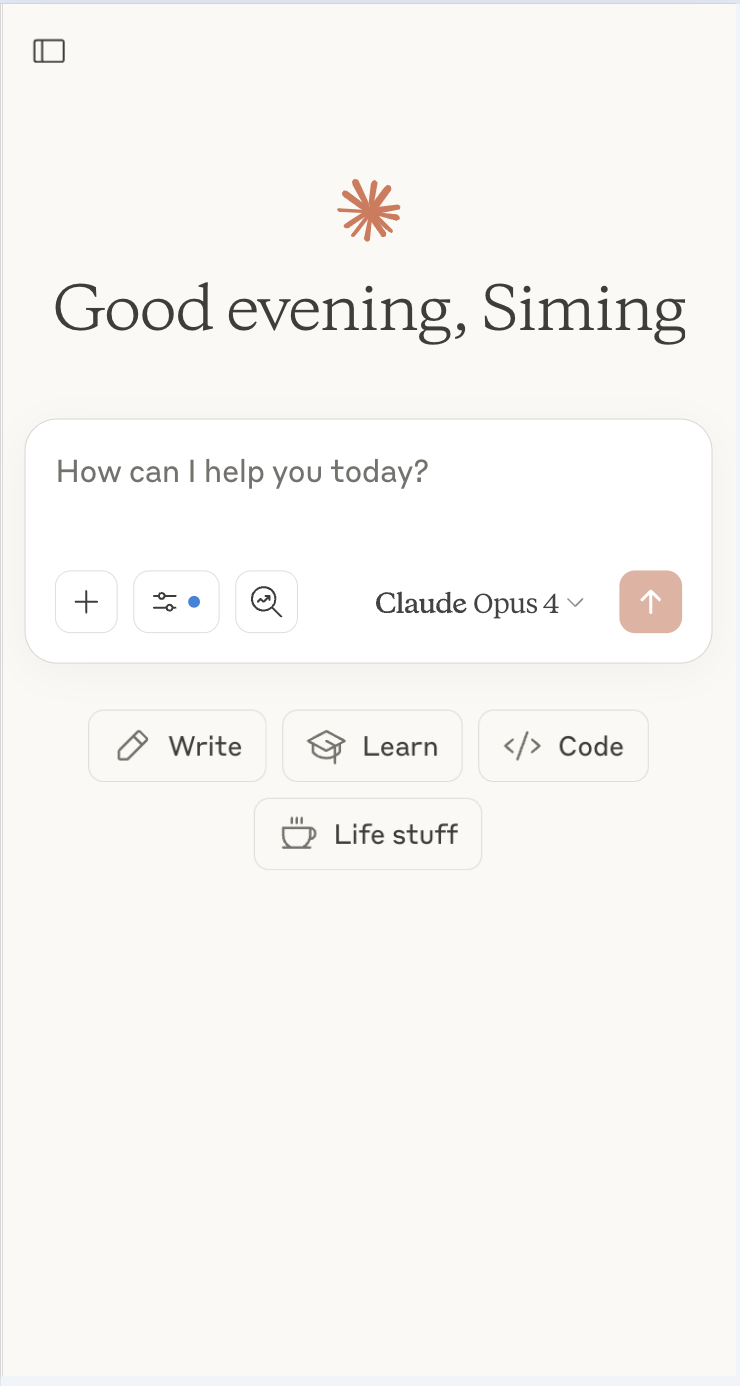 Good evening, Siming
How can I help you today?
Claude Opus 4
Write
Learn
Code
Life stuff